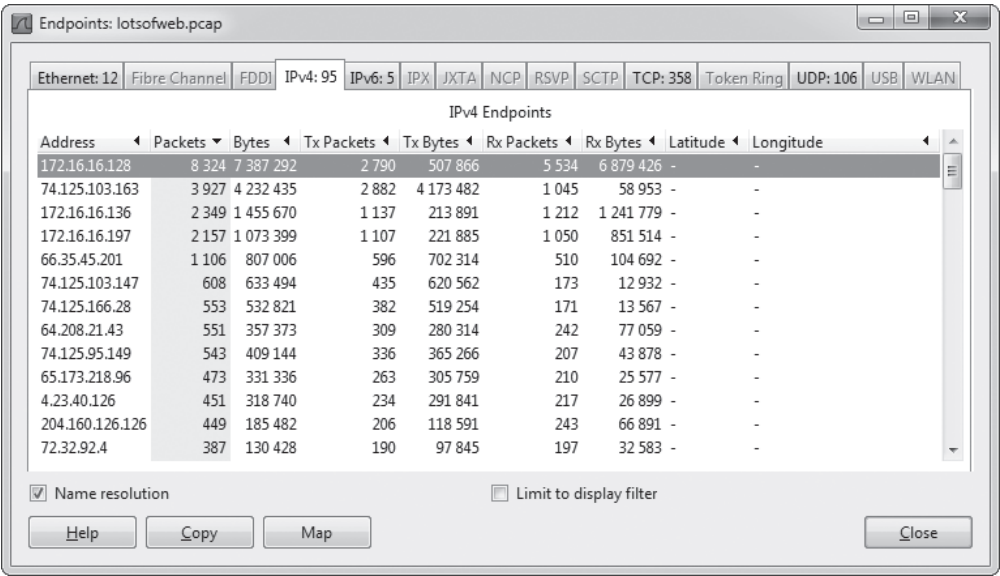 Endpoints: lotsofweb.pcap
Ethernet: 12 Fibre Channel FDDI IPv4: 95 IPv6: 5 IPX JXTA NCP RSVP SCTP TCP: 358 Token Ring UDP: 106 USB WLAN
IPv4 Endpoints
Address Packets Bytes Tx Packets Tx Bytes Rx Packets Rx Bytes Latitude Longitude
172.16.16.128 8 324 7 387 292 2 790 507 866 5 534 6 879 426 - -
74.125.103.163 3 927 4 232 435 2 882 4 173 482 1 045 58 953 - -
172.16.16.136 2 349 1 455 670 1 137 213 891 1 212 1 241 779 - -
172.16.16.197 2 157 1 073 399 1 107 221 885 1 050 851 514 - -
66.35.45.201 1 106 807 006 596 702 314 510 104 692 - -
74.125.103.147 608 633 494 435 620 562 173 12 932 - -
74.125.166.28 553 532 821 382 519 254 171 13 567 - -
64.208.21.43 551 357 373 309 280 314 242 77 059 - -
74.125.95.149 543 409 144 336 365 266 207 43 878 - -
65.173.218.96 473 331 336 263 305 759 210 25 577 - -
4.23.40.126 451 318 740 234 291 841 217 26 899 - -
204.160.126.126 449 185 482 206 118 591 243 66 891 - -
72.32.92.4 387 130 428 190 97 845 197 32 583 - -
Name resolution Limit to display filter
Help Copy Map Close